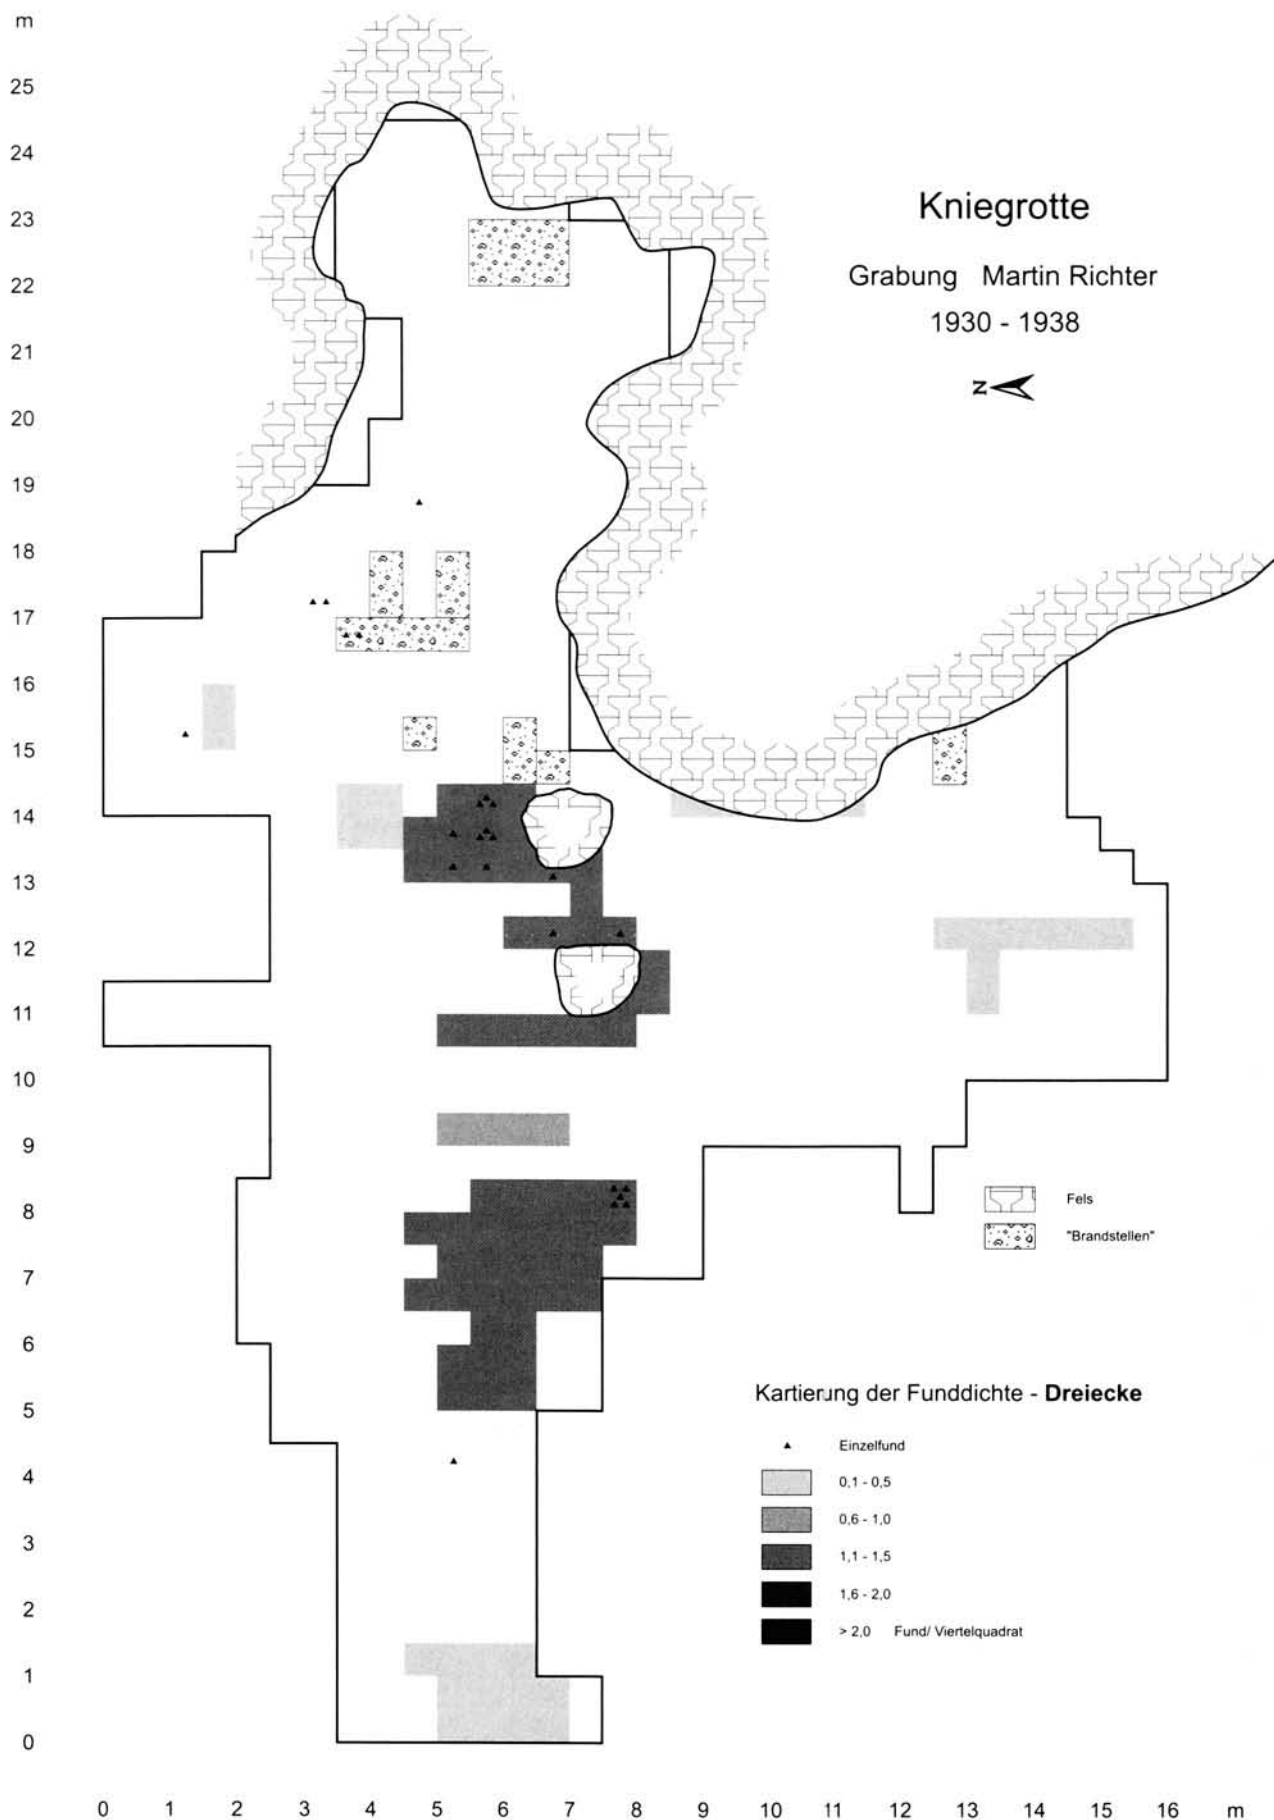 m
25
24
23
22
21
20
19
18
17
16
15
14
13
12
11
10
9
8
7
6
5
4
3
2
1
0
Kniegrotte
Grabung Martin Richter
1930 - 1938
N
Fels
"Brandstellen"
Kartierung der Funddichte - Dreiecke
Einzelfund
0,1 - 0,5
0,6 - 1,0
1,1 - 1,5
1,6 - 2,0
> 2,0 Fund/ Viertelquadrat
0 1 2 3 4 5 6 7 8 9 10 11 12 13 14 15 16 m